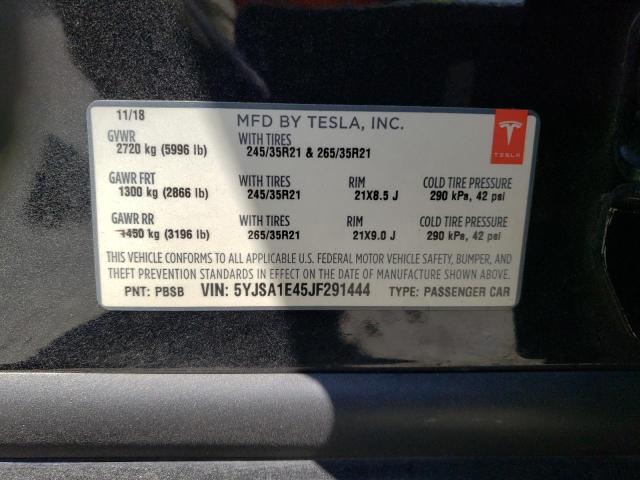 11/18
MFD BY TESLA, INC.
GVWR WITH TIRES
2720 kg (5996 lb) 245/35R21 & 265/35R21
TESLA
GAWR FRT WITH TIRES RIM COLD TIRE PRESSURE
1300 kg (2866 lb) 245/35R21 21X8.5 J 290 kPa, 42 psi
GAWR RR WITH TIRES RIM COLD TIRE PRESSURE
1450 kg (3196 lb) 265/35R21 21X9.0 J 290 kPa, 42 psi
THIS VEHICLE CONFORMS TO ALL APPLICABLE U.S. FEDERAL MOTOR VEHICLE SAFETY, BUMPER, AND
THEFT PREVENTION STANDARDS IN EFFECT ON THE DATE OF MANUFACTURE SHOWN ABOVE.
PNT: PBSB VIN: 5YJSA1E45JF291444 TYPE: PASSENGER CAR